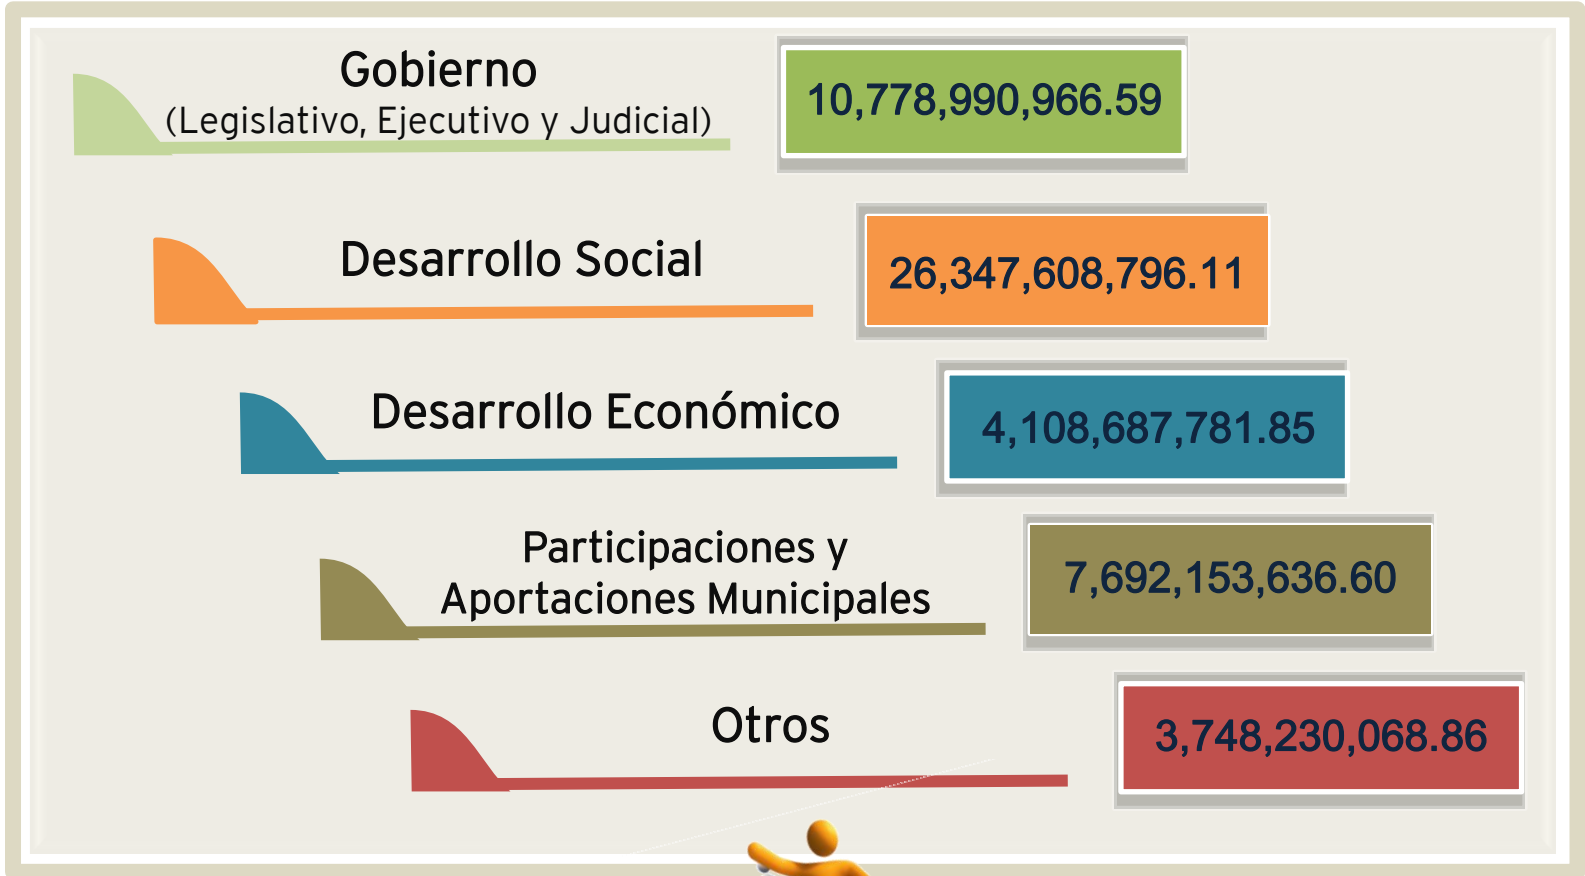 Gobierno
(Legislativo, Ejecutivo y Judicial)
10,778,990,966.59
Desarrollo Social
26,347,608,796.11
Desarrollo Económico
4,108,687,781.85
Participaciones y
Aportaciones Municipales
7,692,153,636.60
Otros
3,748,230,068.86